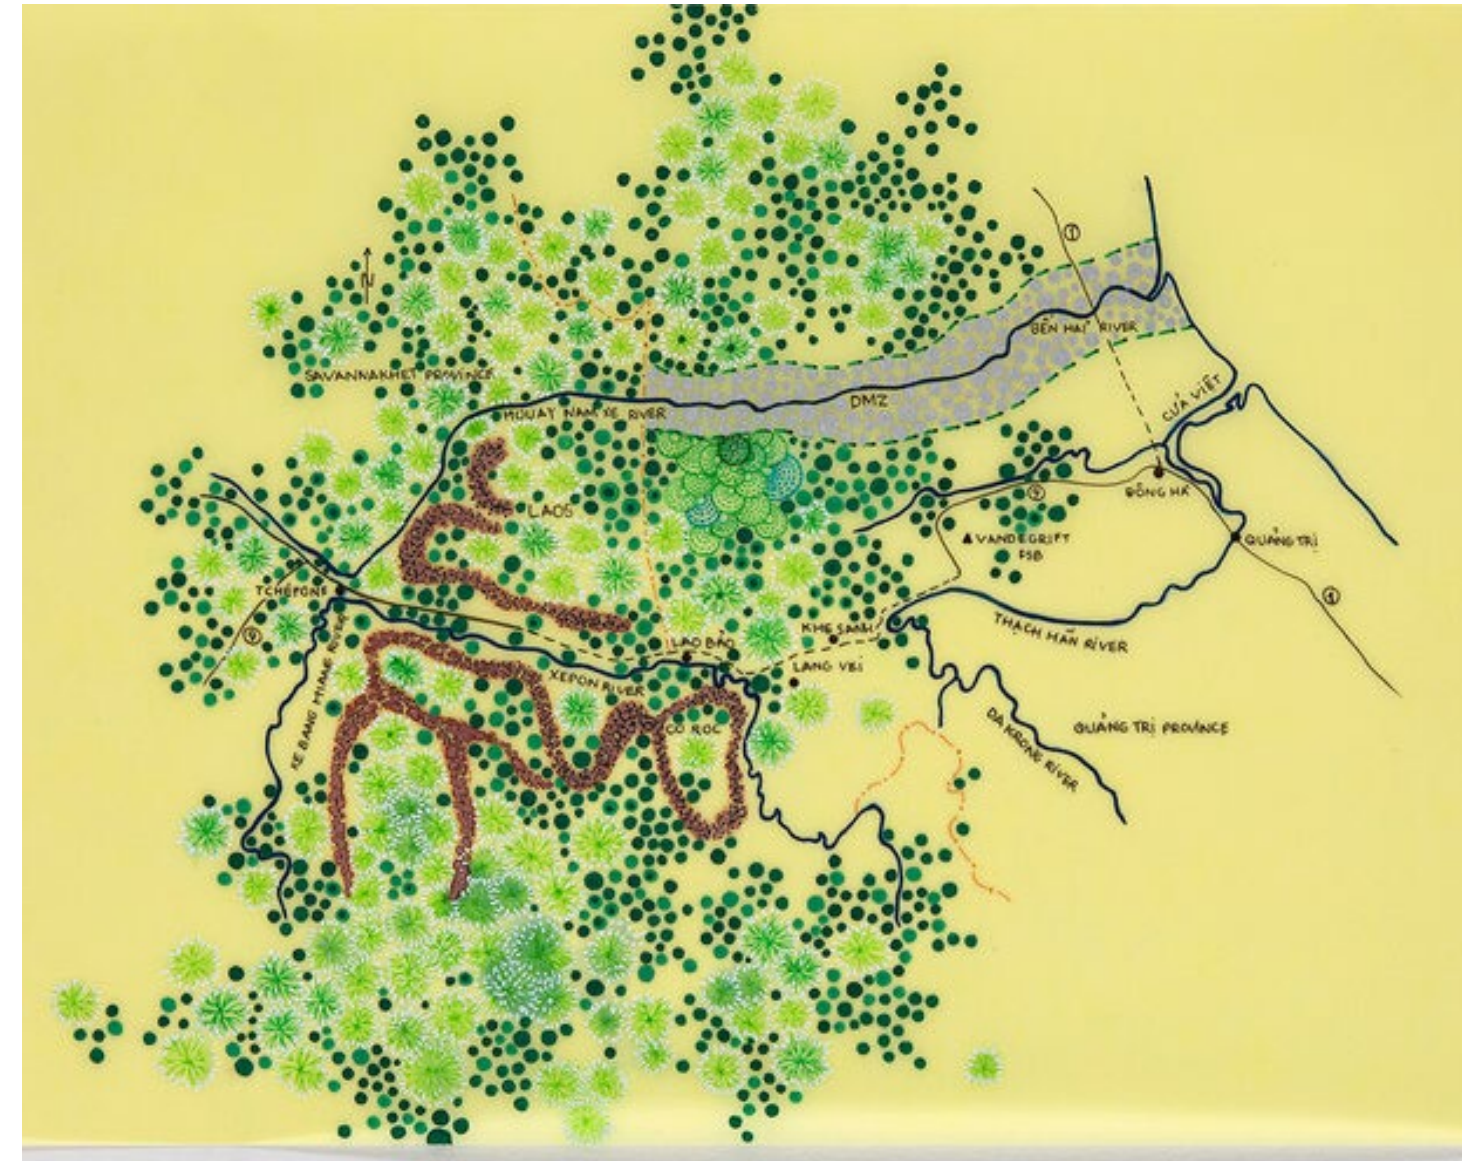 ①
N
BẾN HẢI RIVER
SAVANNAKHET PROVINCE
HOUAY NAM XE RIVER
DMZ
CỬA VIỆT
LAOS
⑨
ĐÔNG HÀ
VANDEGRIFT
FSB
QUẢNG TRỊ
TCHEPONE
①
⑨
KHE SANH
THẠCH HÃN RIVER
LAO BẢO
LANG VEI
XE BANG HIANG RIVER
XEPON RIVER
CO ROC
DA KRONG RIVER
QUẢNG TRỊ PROVINCE